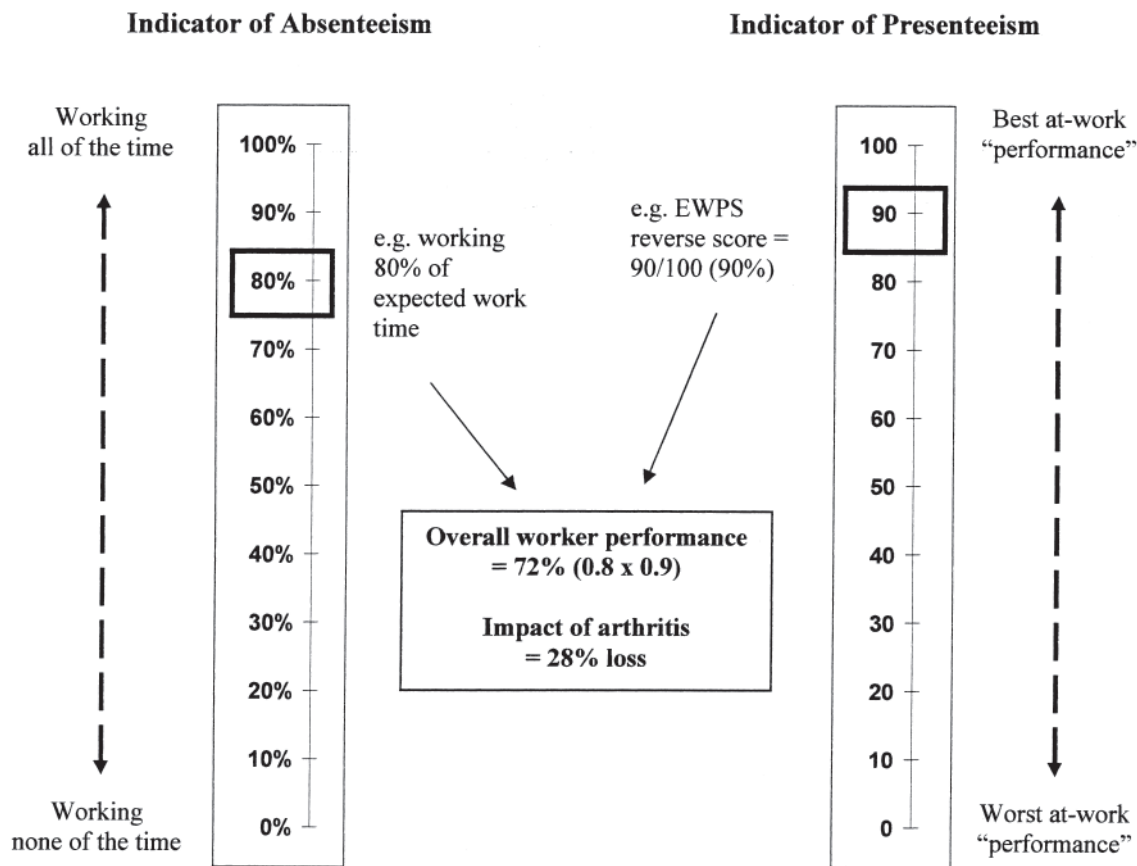 Indicator of Absenteeism
Indicator of Presenteeism
Working
all of the time
100%
90%
80%
70%
60%
50%
40%
30%
20%
10%
0%
Working
none of the time
e.g. working
80% of
expected work
time
e.g. EWPS
reverse score =
90/100 (90%)
Overall worker performance
= 72% (0.8 x 0.9)
Impact of arthritis
= 28% loss
100
90
80
70
60
50
40
30
20
10
0
Best at-work
“performance”
Worst at-work
“performance”